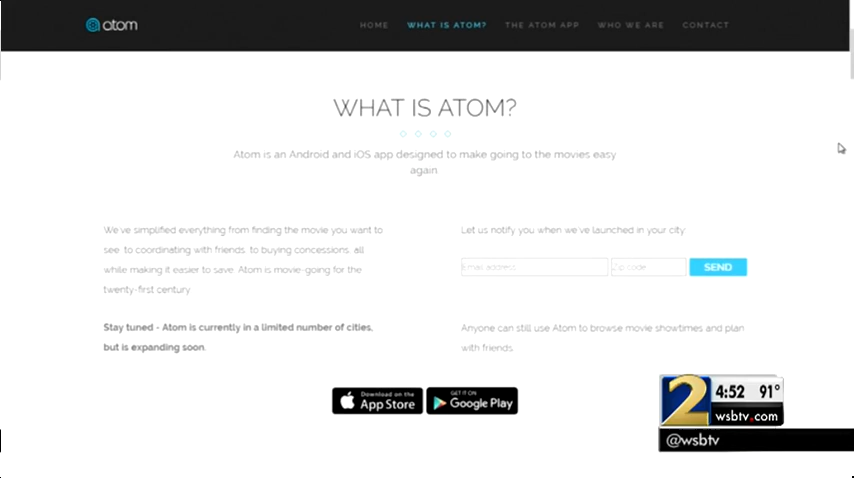 atom
HOME WHAT IS ATOM? THE ATOM APP WHO WE ARE CONTACT
WHAT IS ATOM?
Atom is an Android and iOS app designed to make going to the movies easy
again.
We've simplified everything from finding the movie you want to
see, to coordinating with friends, to buying concessions, all
while making it easier to save. Atom is movie-going for the
twenty-first century.
Stay tuned - Atom is currently in a limited number of cities,
but is expanding soon.
Let us notify you when we've launched in your city:
Email address Zip code SEND
Anyone can still use Atom to browse movie showtimes and plan
with friends.
Download on the
App Store
GET IT ON
Google Play
2 4:52 91°
wsbtv.com
@wsbtv